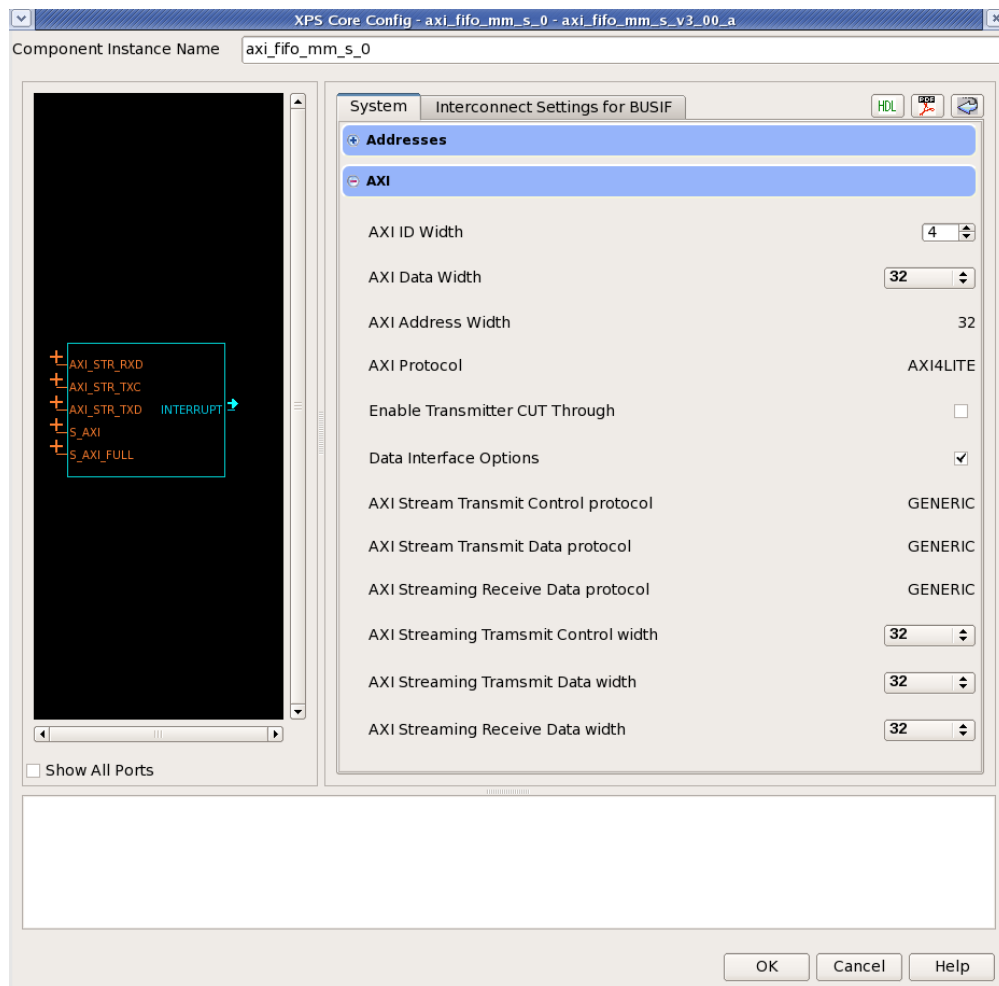 XPS Core Config - axi_fifo_mm_s_0 - axi_fifo_mm_s_v3_00_a
Component Instance Name axi_fifo_mm_s_0
System Interconnect Settings for BUSIF HDL PDF
Addresses
AXI
AXI ID Width 4
AXI Data Width 32
AXI Address Width 32
AXI Protocol AXI4LITE
Enable Transmitter CUT Through
Data Interface Options
AXI Stream Transmit Control protocol GENERIC
AXI Stream Transmit Data protocol GENERIC
AXI Streaming Receive Data protocol GENERIC
AXI Streaming Tramsmit Control width 32
AXI Streaming Tramsmit Data width 32
AXI Streaming Receive Data width 32
AXI_STR_RXD
AXI_STR_TXC
AXI_STR_TXD INTERRUPT
S_AXI
S_AXI_FULL
Show All Ports
OK Cancel Help